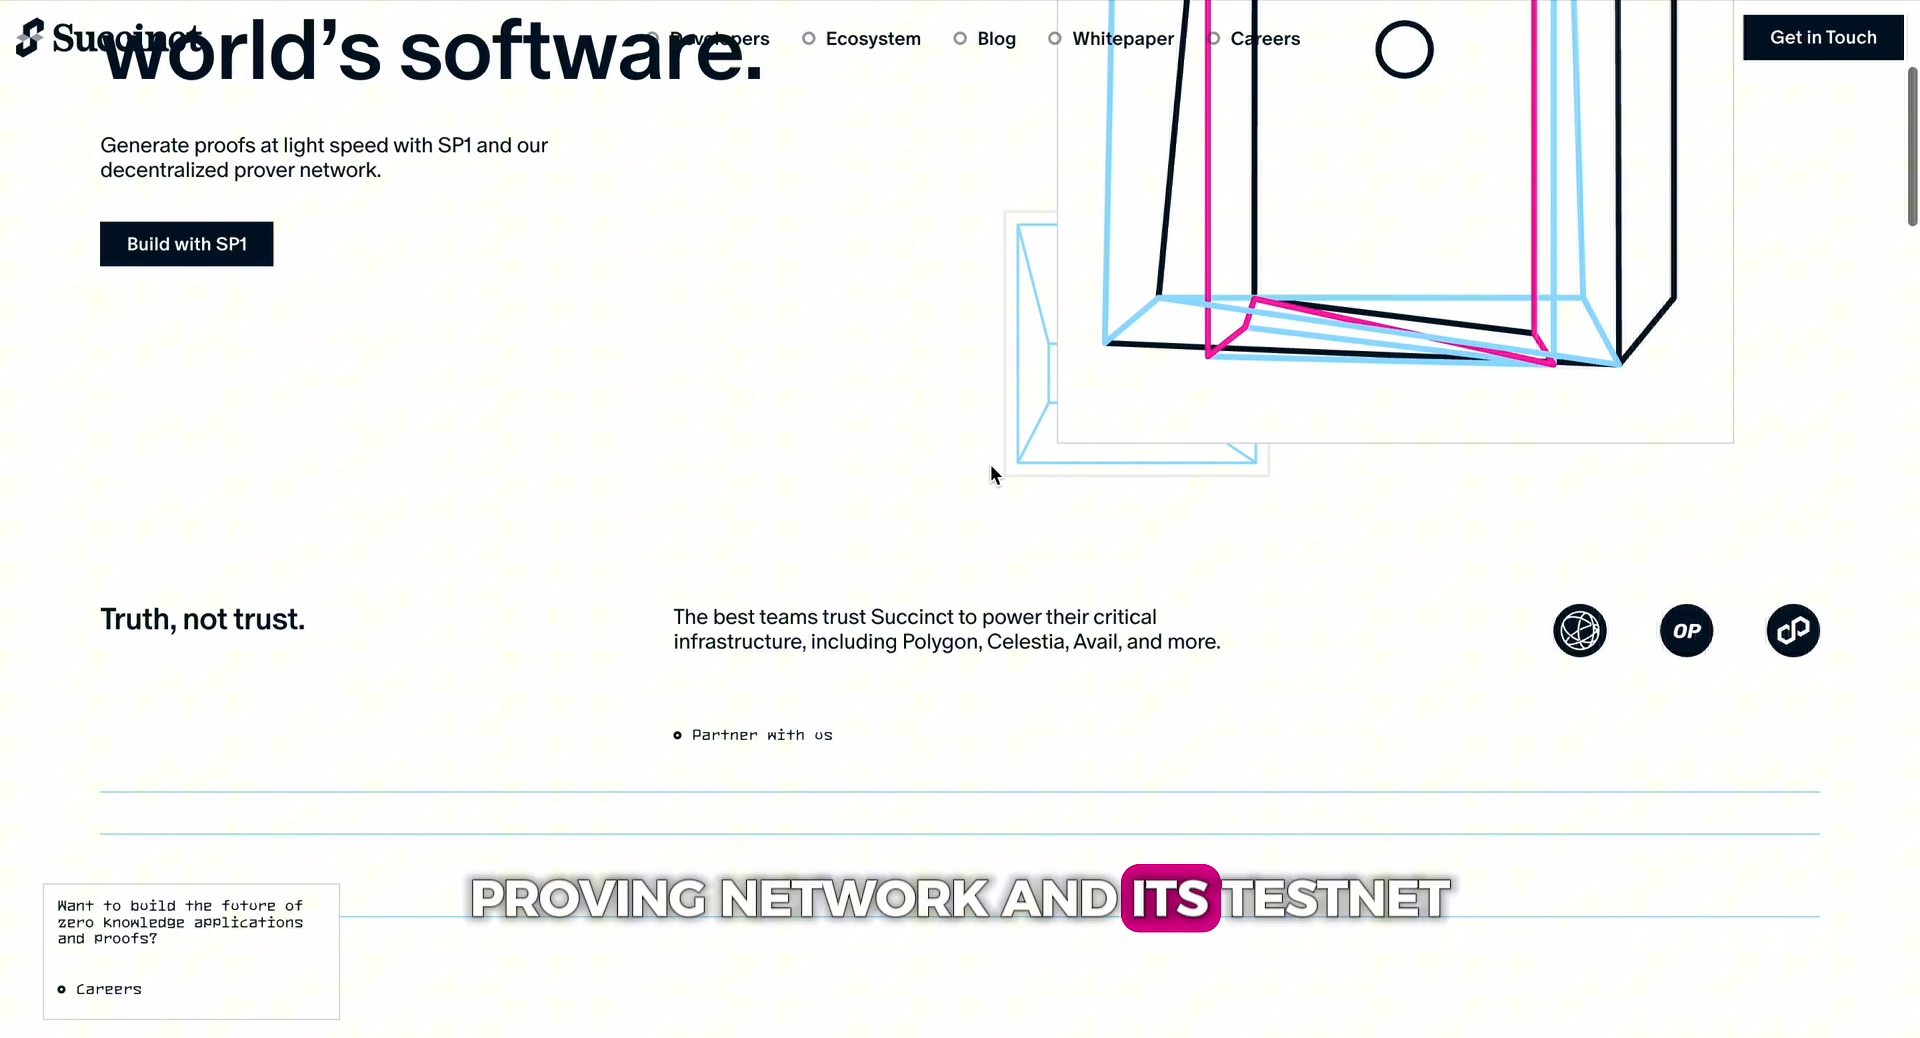 Succinct
Developers
Ecosystem
Blog
Whitepaper
Careers
Get in Touch
world's software.
Generate proofs at light speed with SP1 and our
decentralized prover network.
Build with SP1
Truth, not trust.
The best teams trust Succinct to power their critical
infrastructure, including Polygon, Celestia, Avail, and more.
OP
Partner with us
PROVING NETWORK AND ITS TESTNET
Want to build the future of
zero knowledge applications
and proofs?
Careers